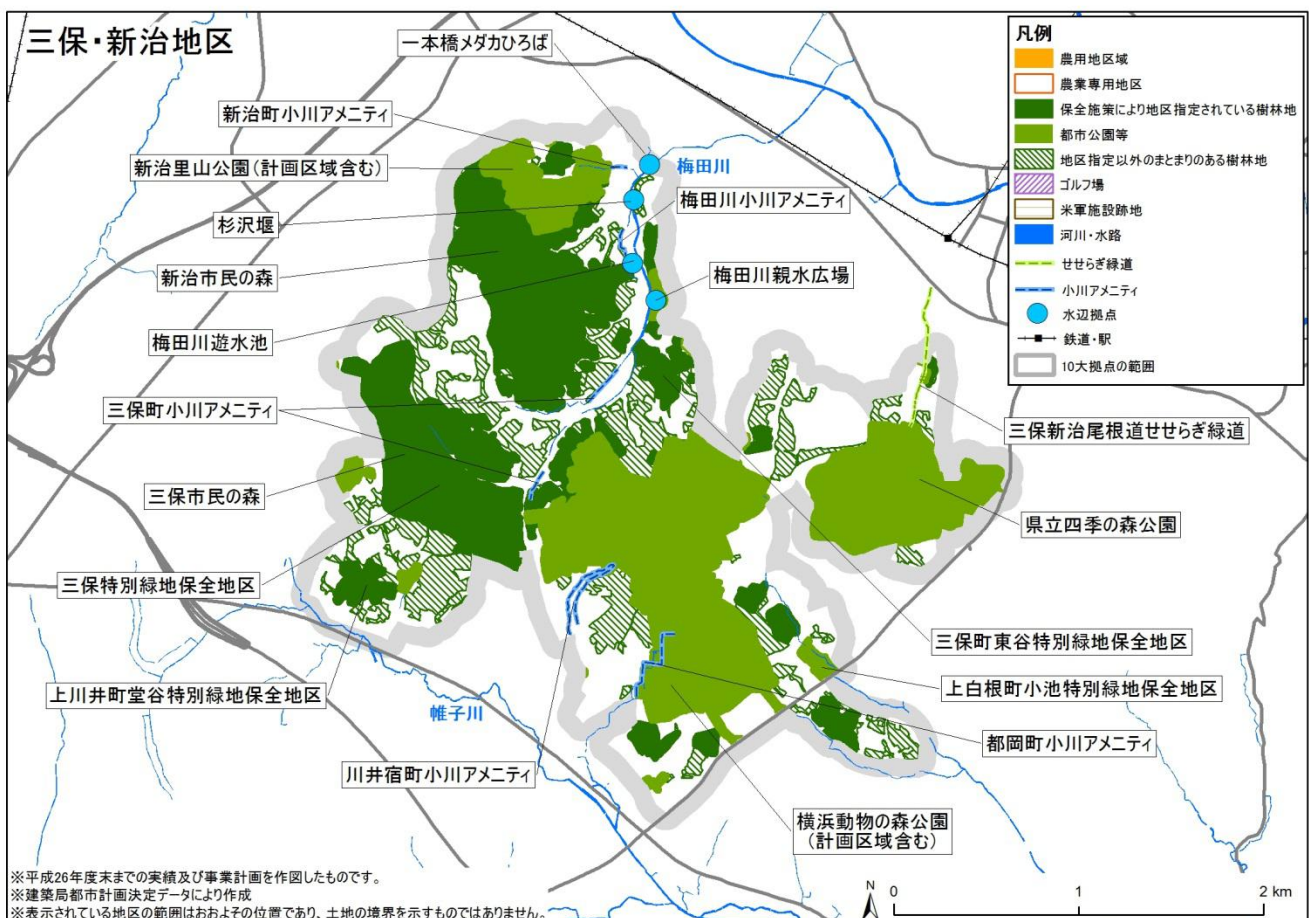 三保・新治地区
一本橋メダカひろば
新治町小川アメニティ
新治里山公園(計画区域含む)
杉沢堰
新治市民の森
梅田川遊水池
三保町小川アメニティ
三保市民の森
三保特別緑地保全地区
上川井町堂谷特別緑地保全地区
帷子川
川井宿町小川アメニティ
梅田川
梅田川小川アメニティ
梅田川親水広場
三保新治尾根道せせらぎ緑道
県立四季の森公園
三保町東谷特別緑地保全地区
上白根町小池特別緑地保全地区
都岡町小川アメニティ
横浜動物の森公園
(計画区域含む)
凡例
農用地区域
農業専用地区
保全施策により地区指定されている樹林地
都市公園等
地区指定以外のまとまりのある樹林地
ゴルフ場
米軍施設跡地
河川・水路
せせらぎ緑道
小川アメニティ
水辺拠点
鉄道・駅
10大拠点の範囲
※平成26年度末までの実績及び事業計画を作図したものです。
※建築局都市計画決定データにより作成
※表示されている地区の範囲はおおよその位置であり、土地の境界を示すものではありません。
N
0 1 2 km